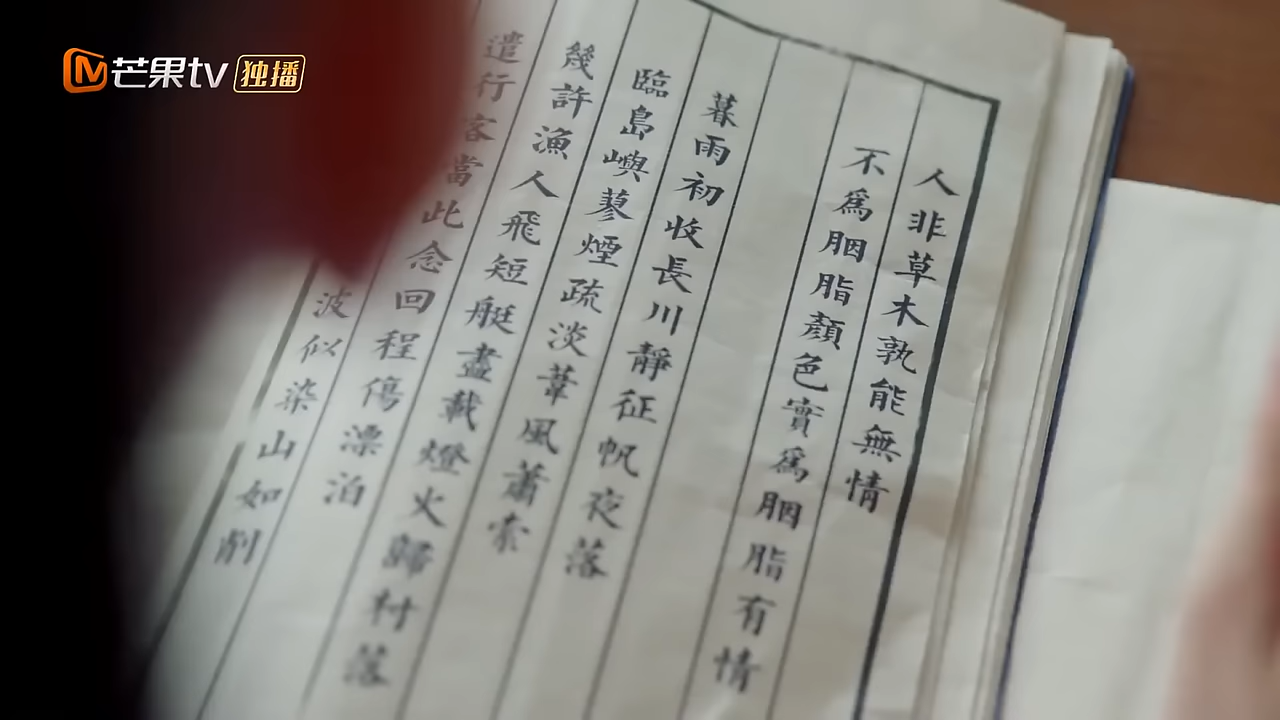 芒果tv 独播
人非草木孰能無情
不爲胭脂顏色實爲胭脂有情
暮雨初收長川靜征帆夜落
臨島嶼蓼煙疏淡葦風蕭索
幾許漁人飛短艇盡載燈火歸村落
遣行客當此念回程傷漂泊
波似染山如削